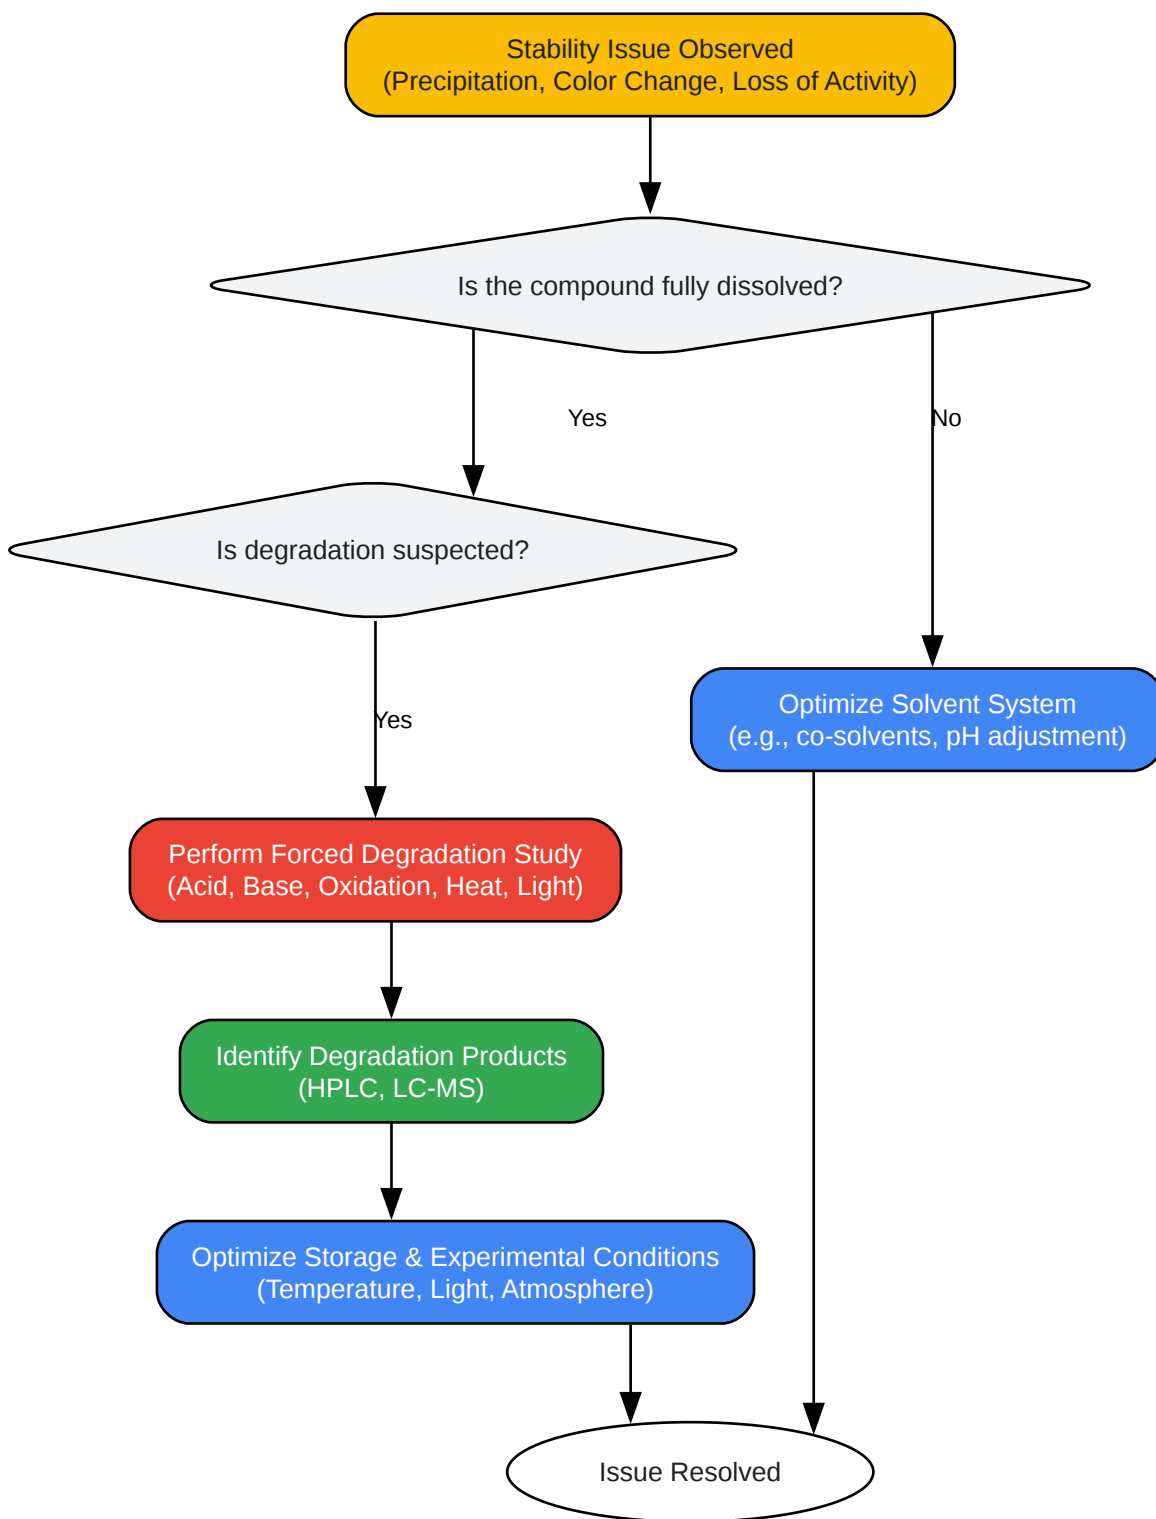 Stability Issue Observed
(Precipitation, Color Change, Loss of Activity)
Is the compound fully dissolved?
Yes
No
Is degradation suspected?
Yes
Optimize Solvent System
(e.g., co-solvents, pH adjustment)
Perform Forced Degradation Study
(Acid, Base, Oxidation, Heat, Light)
Identify Degradation Products
(HPLC, LC-MS)
Optimize Storage & Experimental Conditions
(Temperature, Light, Atmosphere)
Issue Resolved